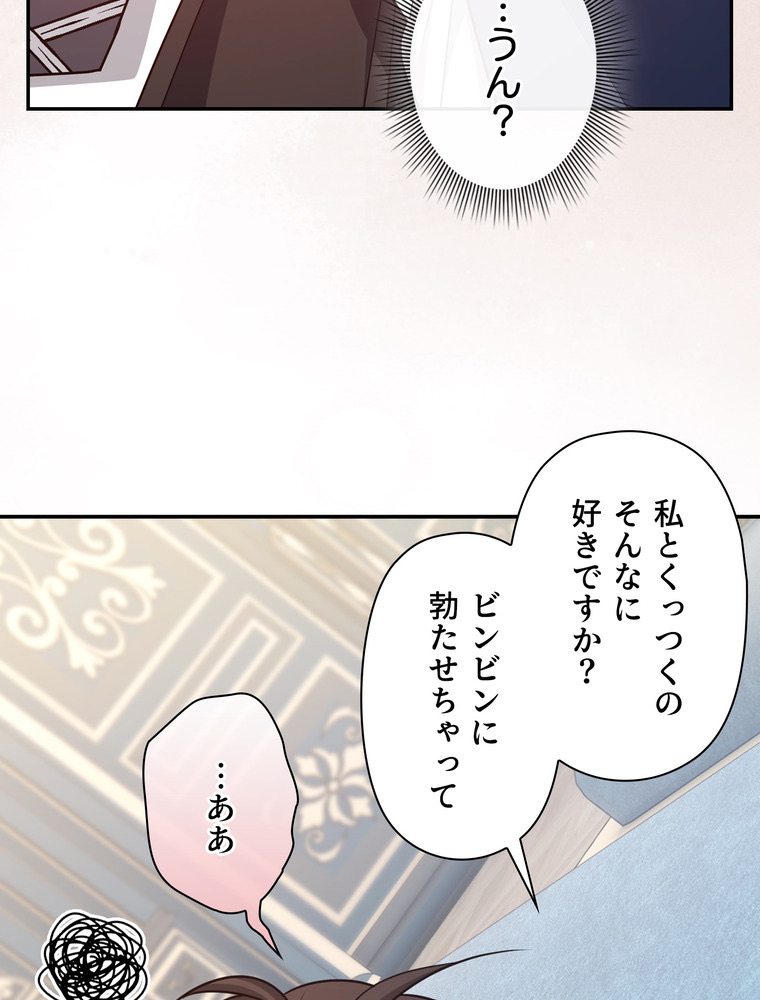 …うん？
私とくっつくの
そんなに
好きですか？
ビンビンに
勃たせちゃって
…ああ